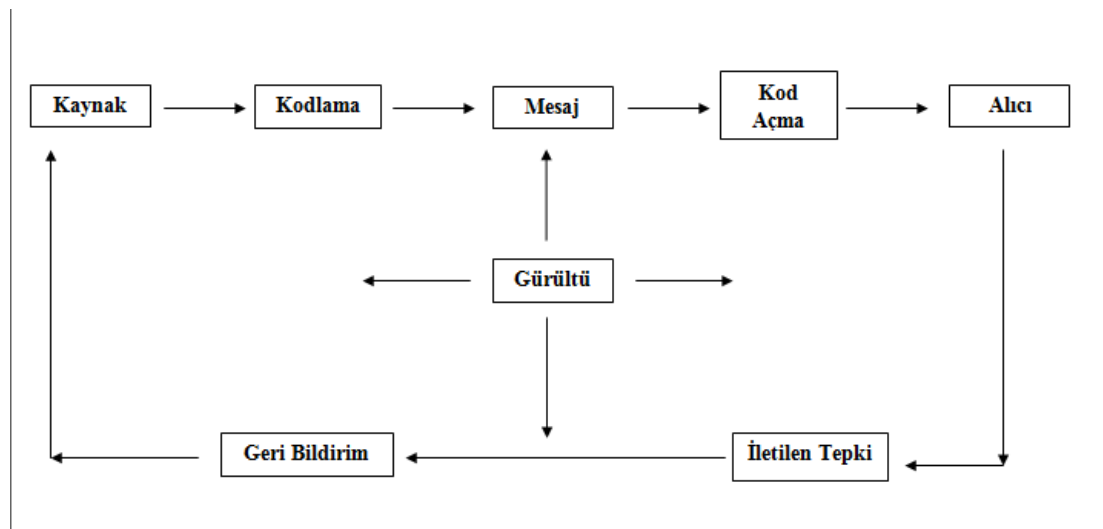 Kaynak
Kodlama
Mesaj
Kod
Açma
Alıcı
Gürültü
Geri Bildirim
İletilen Tepki